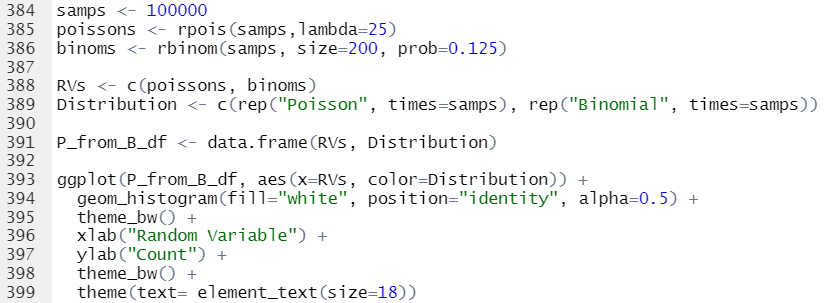 384 samps <- 100000
385 poissons <- rpois(samps,lambda=25)
386 binoms <- rbinom(samps, size=200, prob=0.125)
387
388 RVs <- c(poissons, binoms)
389 Distribution <- c(rep("Poisson", times=samps), rep("Binomial", times=samps))
390
391 P_from_B_df <- data.frame(RVs, Distribution)
392
393 ggplot(P_from_B_df, aes(x=RVs, color=Distribution)) +
394   geom_histogram(fill="white", position="identity", alpha=0.5) +
395   theme_bw() +
396   xlab("Random Variable") +
397   ylab("Count") +
398   theme_bw() +
399   theme(text= element_text(size=18))